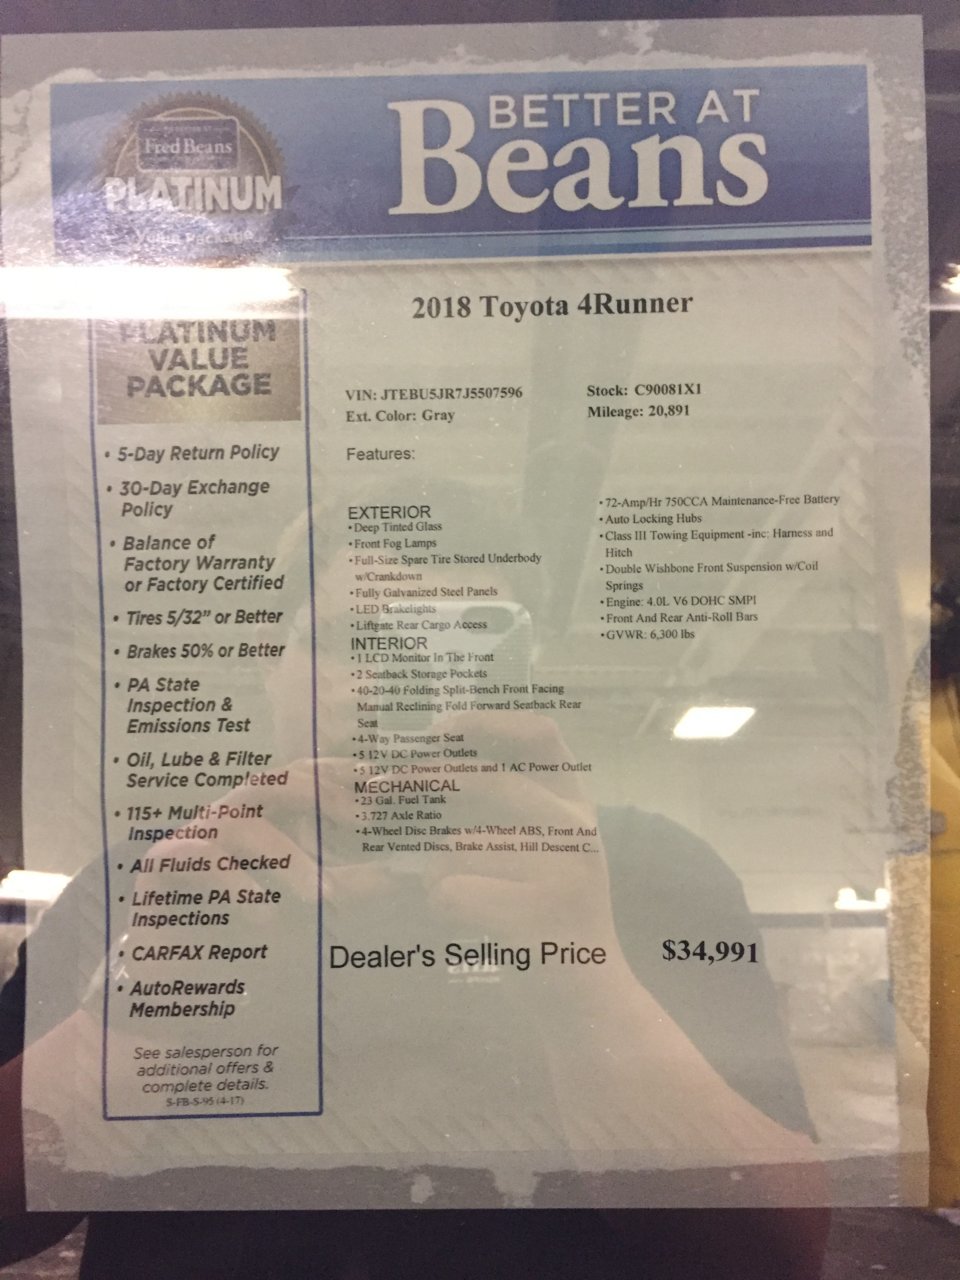 Fred Beans
PLATINUM
Value Package
BETTER AT
Beans
PLATINUM
VALUE
PACKAGE
• 5-Day Return Policy
• 30-Day Exchange
Policy
• Balance of
Factory Warranty
or Factory Certified
• Tires 5/32" or Better
• Brakes 50% or Better
• PA State
Inspection &
Emissions Test
• Oil, Lube & Filter
Service Completed
• 115+ Multi-Point
Inspection
• All Fluids Checked
• Lifetime PA State
Inspections
• CARFAX Report
• AutoRewards
Membership
See salesperson for
additional offers &
complete details.
S-FB-S-95 (4-17)
2018 Toyota 4Runner
VIN: JTEBU5JR7J5507596
Ext. Color: Gray
Stock: C90081X1
Mileage: 20,891
Features:
EXTERIOR
• Deep Tinted Glass
• Front Fog Lamps
• Full-Size Spare Tire Stored Underbody
w/Crankdown
• Fully Galvanized Steel Panels
• LED Brakelights
• Liftgate Rear Cargo Access
INTERIOR
• 1 LCD Monitor In The Front
• 2 Seatback Storage Pockets
• 40-20-40 Folding Split-Bench Front Facing
Manual Reclining Fold Forward Seatback Rear
Seat
• 4-Way Passenger Seat
• 5 12V DC Power Outlets
• 5 12V DC Power Outlets and 1 AC Power Outlet
MECHANICAL
• 23 Gal. Fuel Tank
• 3.727 Axle Ratio
• 4-Wheel Disc Brakes w/4-Wheel ABS, Front And
Rear Vented Discs, Brake Assist, Hill Descent C...
• 72-Amp/Hr 750CCA Maintenance-Free Battery
• Auto Locking Hubs
• Class III Towing Equipment -inc: Harness and
Hitch
• Double Wishbone Front Suspension w/Coil
Springs
• Engine: 4.0L V6 DOHC SMPI
• Front And Rear Anti-Roll Bars
• GVWR: 6,300 lbs
Dealer's Selling Price $34,991